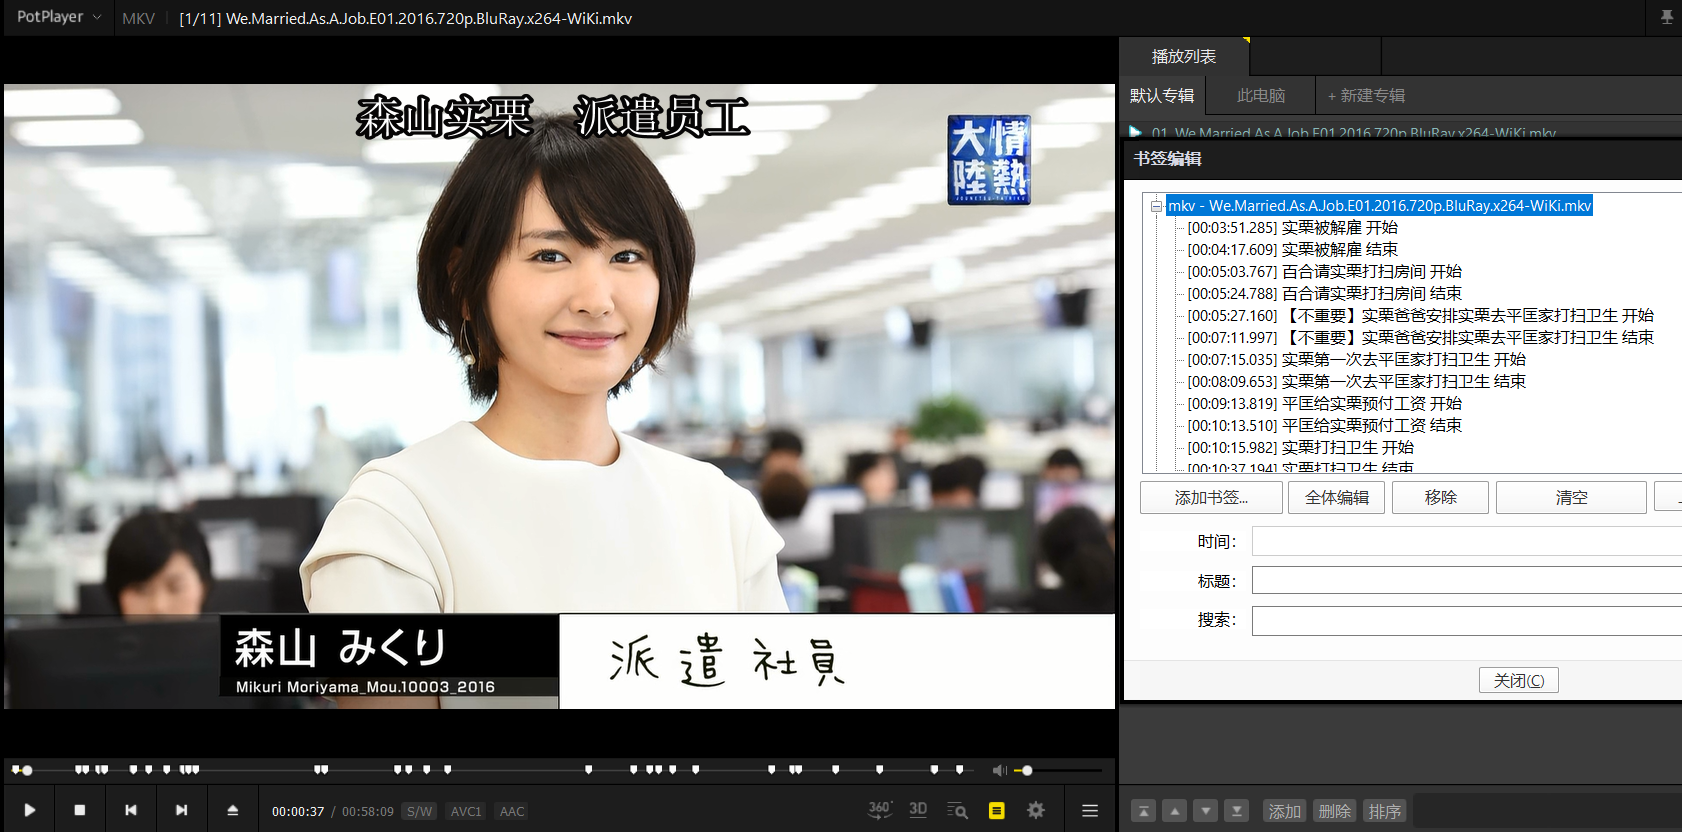 PotPlayer
MKV
[1/11] We.Married.As.A.Job.E01.2016.720p.BluRay.x264-WiKi.mkv
森山实栗　派遣员工
情熱
大陸
JOUNETSU-TAIRIKU
森山 みくり
Mikuri Moriyama_Mou.10003_2016
派遣社員
00:00:37 / 00:58:09 S/W AVC1 AAC
360°
3D
播放列表
默认专辑 此电脑 + 新建专辑
01. We.Married.As.A.Job.E01.2016.720p.BluRay.x264-WiKi.mkv
书签编辑
mkv - We.Married.As.A.Job.E01.2016.720p.BluRay.x264-WiKi.mkv
[00:03:51.285] 实栗被解雇 开始
[00:04:17.609] 实栗被解雇 结束
[00:05:03.767] 百合请实栗打扫房间 开始
[00:05:24.788] 百合请实栗打扫房间 结束
[00:05:27.160] 【不重要】实栗爸爸安排实栗去平匡家打扫卫生 开始
[00:07:11.997] 【不重要】实栗爸爸安排实栗去平匡家打扫卫生 结束
[00:07:15.035] 实栗第一次去平匡家打扫卫生 开始
[00:08:09.653] 实栗第一次去平匡家打扫卫生 结束
[00:09:13.819] 平匡给实栗预付工资 开始
[00:10:13.510] 平匡给实栗预付工资 结束
[00:10:15.982] 实栗打扫卫生 开始
[00:10:37.194] 实栗打扫卫生 结束
添加书签... 全体编辑 移除 清空
时间：
标题：
搜索：
关闭(C)
添加 删除 排序